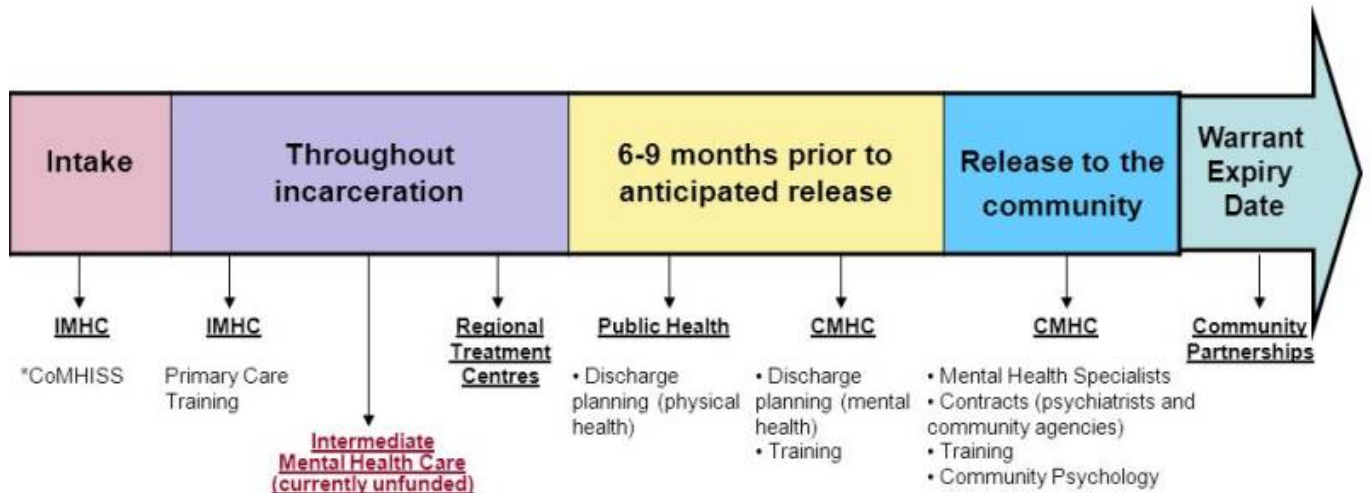 Intake
Throughout
incarceration
6-9 months prior to
anticipated release
Release to the
community
Warrant
Expiry
Date
IMHC
*CoMHISS
IMHC
Primary Care
Training
Intermediate
Mental Health Care
(currently unfunded)
Regional
Treatment
Centres
Public Health
• Discharge
planning (physical
health)
CMHC
• Discharge
planning (mental
health)
• Training
CMHC
• Mental Health Specialists
• Contracts (psychiatrists and
community agencies)
• Training
• Community Psychology
Community
Partnerships